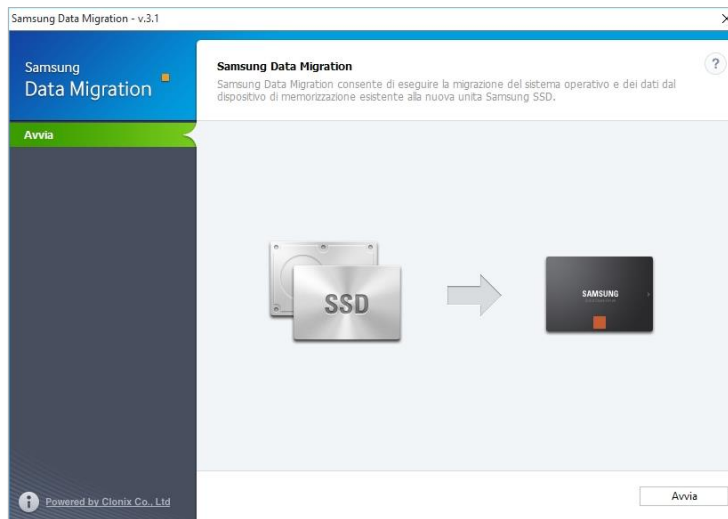 Samsung Data Migration - v.3.1
Samsung
Data Migration
Samsung Data Migration
Samsung Data Migration consente di eseguire la migrazione del sistema operativo e dei dati dal
dispositivo di memorizzazione esistente alla nuova unita Samsung SSD.
?
Avvia
SSD
SAMSUNG
Powered by Clonix Co., Ltd
Avvia